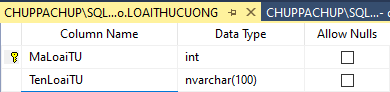 CHUPPACHUP\SQL...o.LOAITHUCUONG CHUPPACHUP\SQL...- c
Column Name Data Type Allow Nulls
MaLoaiTU int
TenLoaiTU nvarchar(100)